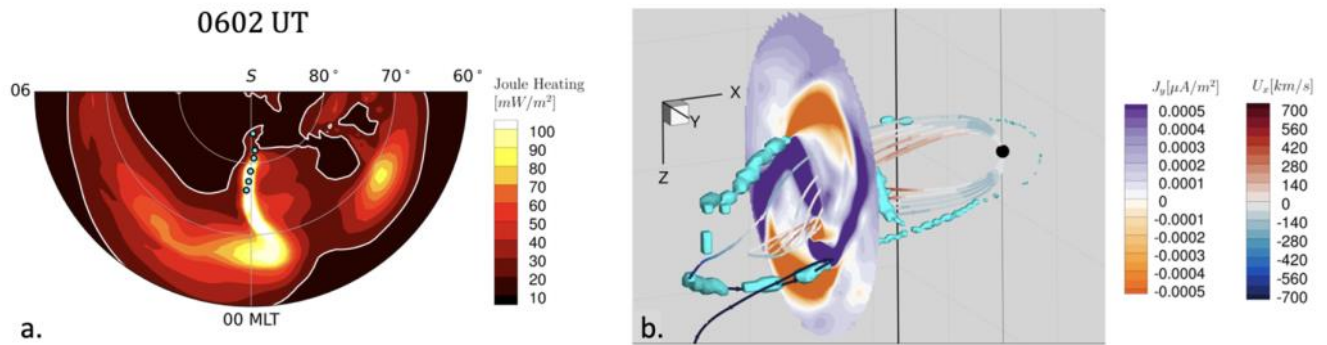 0602 UT
S 80° 70° 60°
06
00 MLT
a.
Joule Heating
[mW/m²]
100
90
80
70
60
50
40
30
20
10
X
Y
Z
b.
J_y[μA/m²]
0.0005
0.0004
0.0003
0.0002
0.0001
0
-0.0001
-0.0002
-0.0003
-0.0004
-0.0005
U_x[km/s]
700
560
420
280
140
0
-140
-280
-420
-560
-700